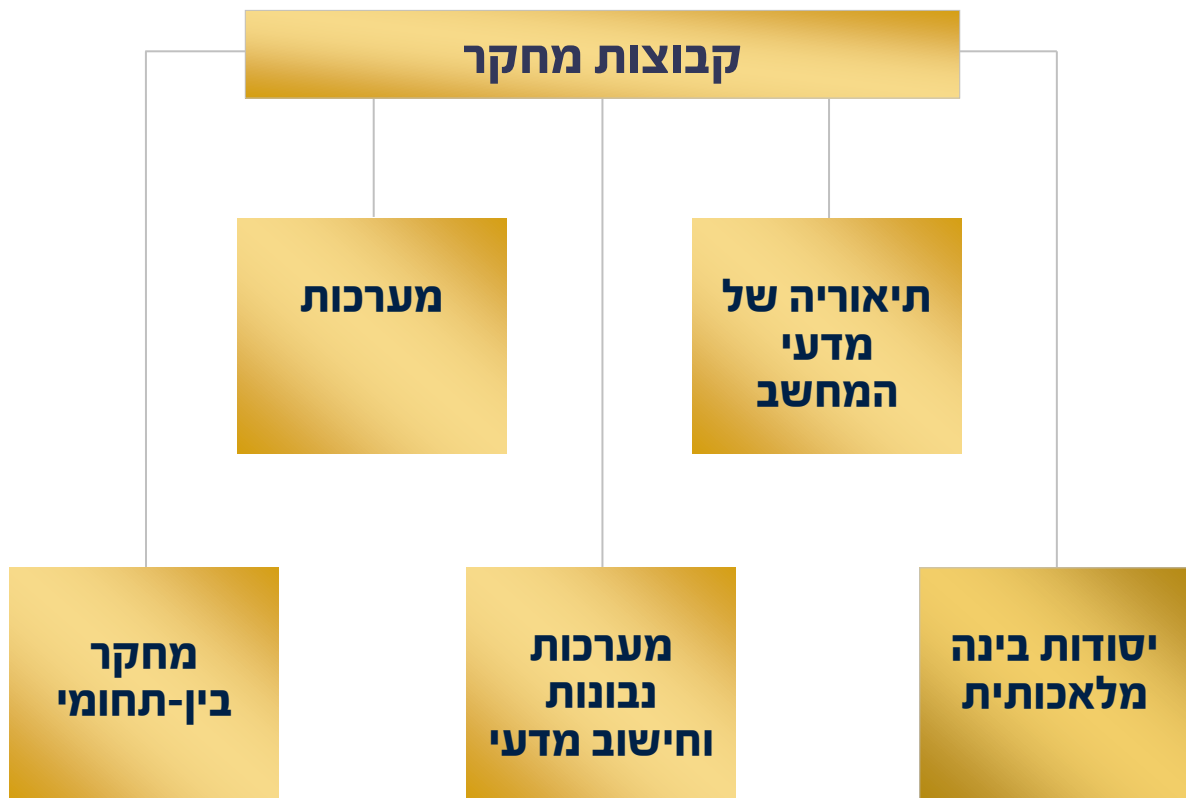 קבוצות מחקר
תיאוריה של
מדעי
המחשב
מערכות
יסודות בינה
מלאכותית
מערכות
נבונות
וחישוב מדעי
מחקר
בין-תחומי